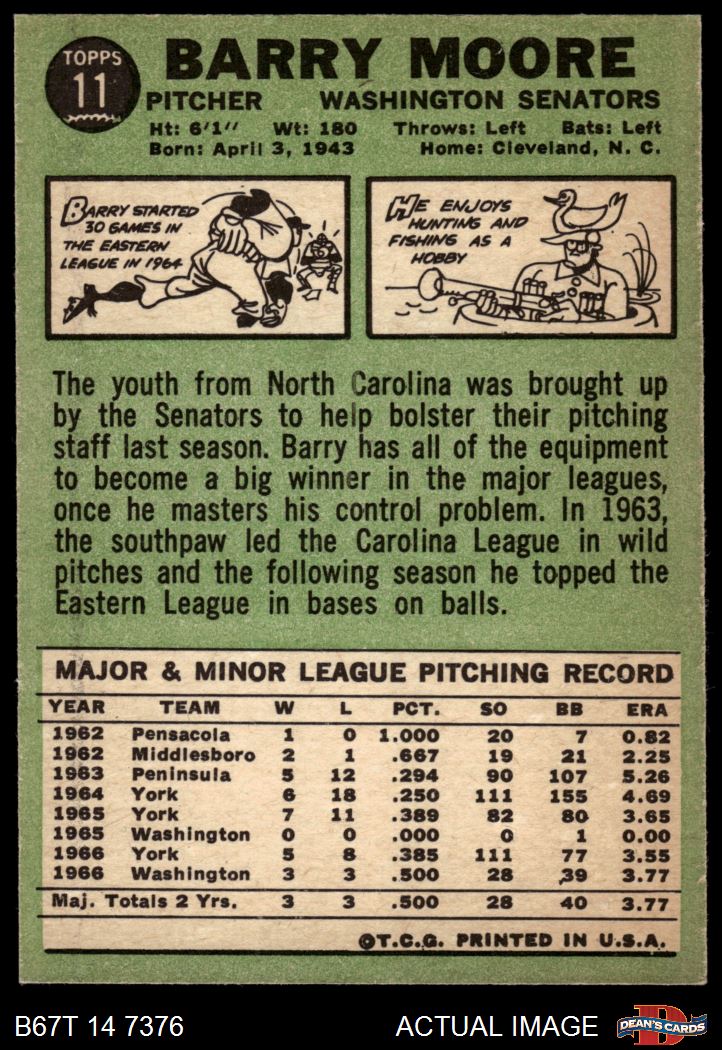 TOPPS
11
BARRY MOORE
PITCHER WASHINGTON SENATORS
Ht: 6'1" Wt: 180 Throws: Left Bats: Left
Born: April 3, 1943 Home: Cleveland, N. C.
BARRY STARTED
30 GAMES IN
THE EASTERN
LEAGUE IN 1964
HE ENJOYS
HUNTING AND
FISHING AS A
HOBBY
The youth from North Carolina was brought up
by the Senators to help bolster their pitching
staff last season. Barry has all of the equipment
to become a big winner in the major leagues,
once he masters his control problem. In 1963,
the southpaw led the Carolina League in wild
pitches and the following season he topped the
Eastern League in bases on balls.
MAJOR & MINOR LEAGUE PITCHING RECORD
YEAR TEAM W L PCT. SO BB ERA
1962 Pensacola 1 0 1.000 20 7 0.82
1962 Middlesboro 2 1 .667 19 21 2.25
1963 Peninsula 5 12 .294 90 107 5.26
1964 York 6 18 .250 111 155 4.69
1965 York 7 11 .389 82 80 3.65
1965 Washington 0 0 .000 0 1 0.00
1966 York 5 8 .385 111 77 3.55
1966 Washington 3 3 .500 28 39 3.77
Maj. Totals 2 Yrs. 3 3 .500 28 40 3.77
©T.C.G. PRINTED IN U.S.A.
B67T 14 7376 ACTUAL IMAGE
D
DEAN'S CARDS